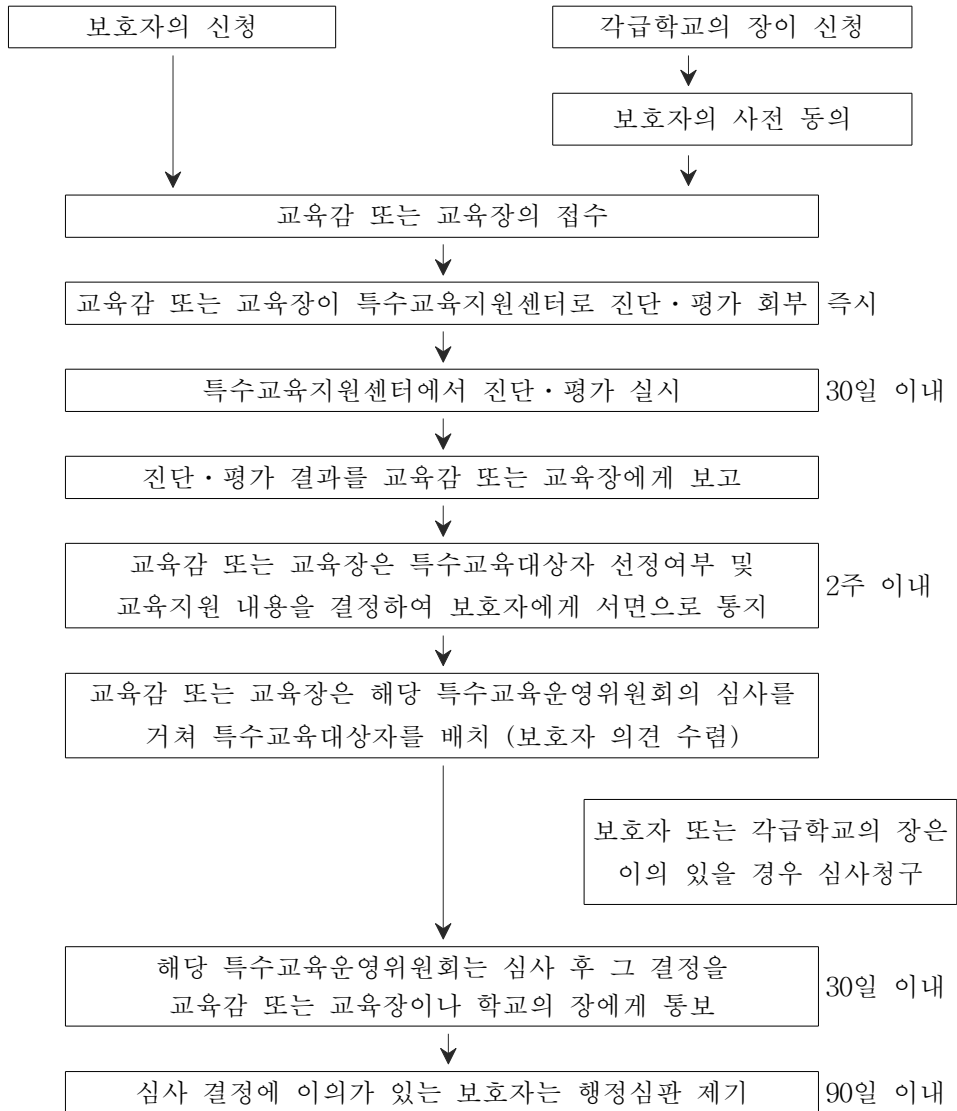 보호자의 신청
각급학교의 장이 신청
보호자의 사전 동의
교육감 또는 교육장의 접수
교육감 또는 교육장이 특수교육지원센터로 진단・평가 회부 즉시
특수교육지원센터에서 진단・평가 실시 30일 이내
진단・평가 결과를 교육감 또는 교육장에게 보고
교육감 또는 교육장은 특수교육대상자 선정여부 및
교육지원 내용을 결정하여 보호자에게 서면으로 통지
2주 이내
교육감 또는 교육장은 해당 특수교육운영위원회의 심사를
거쳐 특수교육대상자를 배치 (보호자 의견 수렴)
보호자 또는 각급학교의 장은
이의 있을 경우 심사청구
해당 특수교육운영위원회는 심사 후 그 결정을
교육감 또는 교육장이나 학교의 장에게 통보
30일 이내
심사 결정에 이의가 있는 보호자는 행정심판 제기 90일 이내